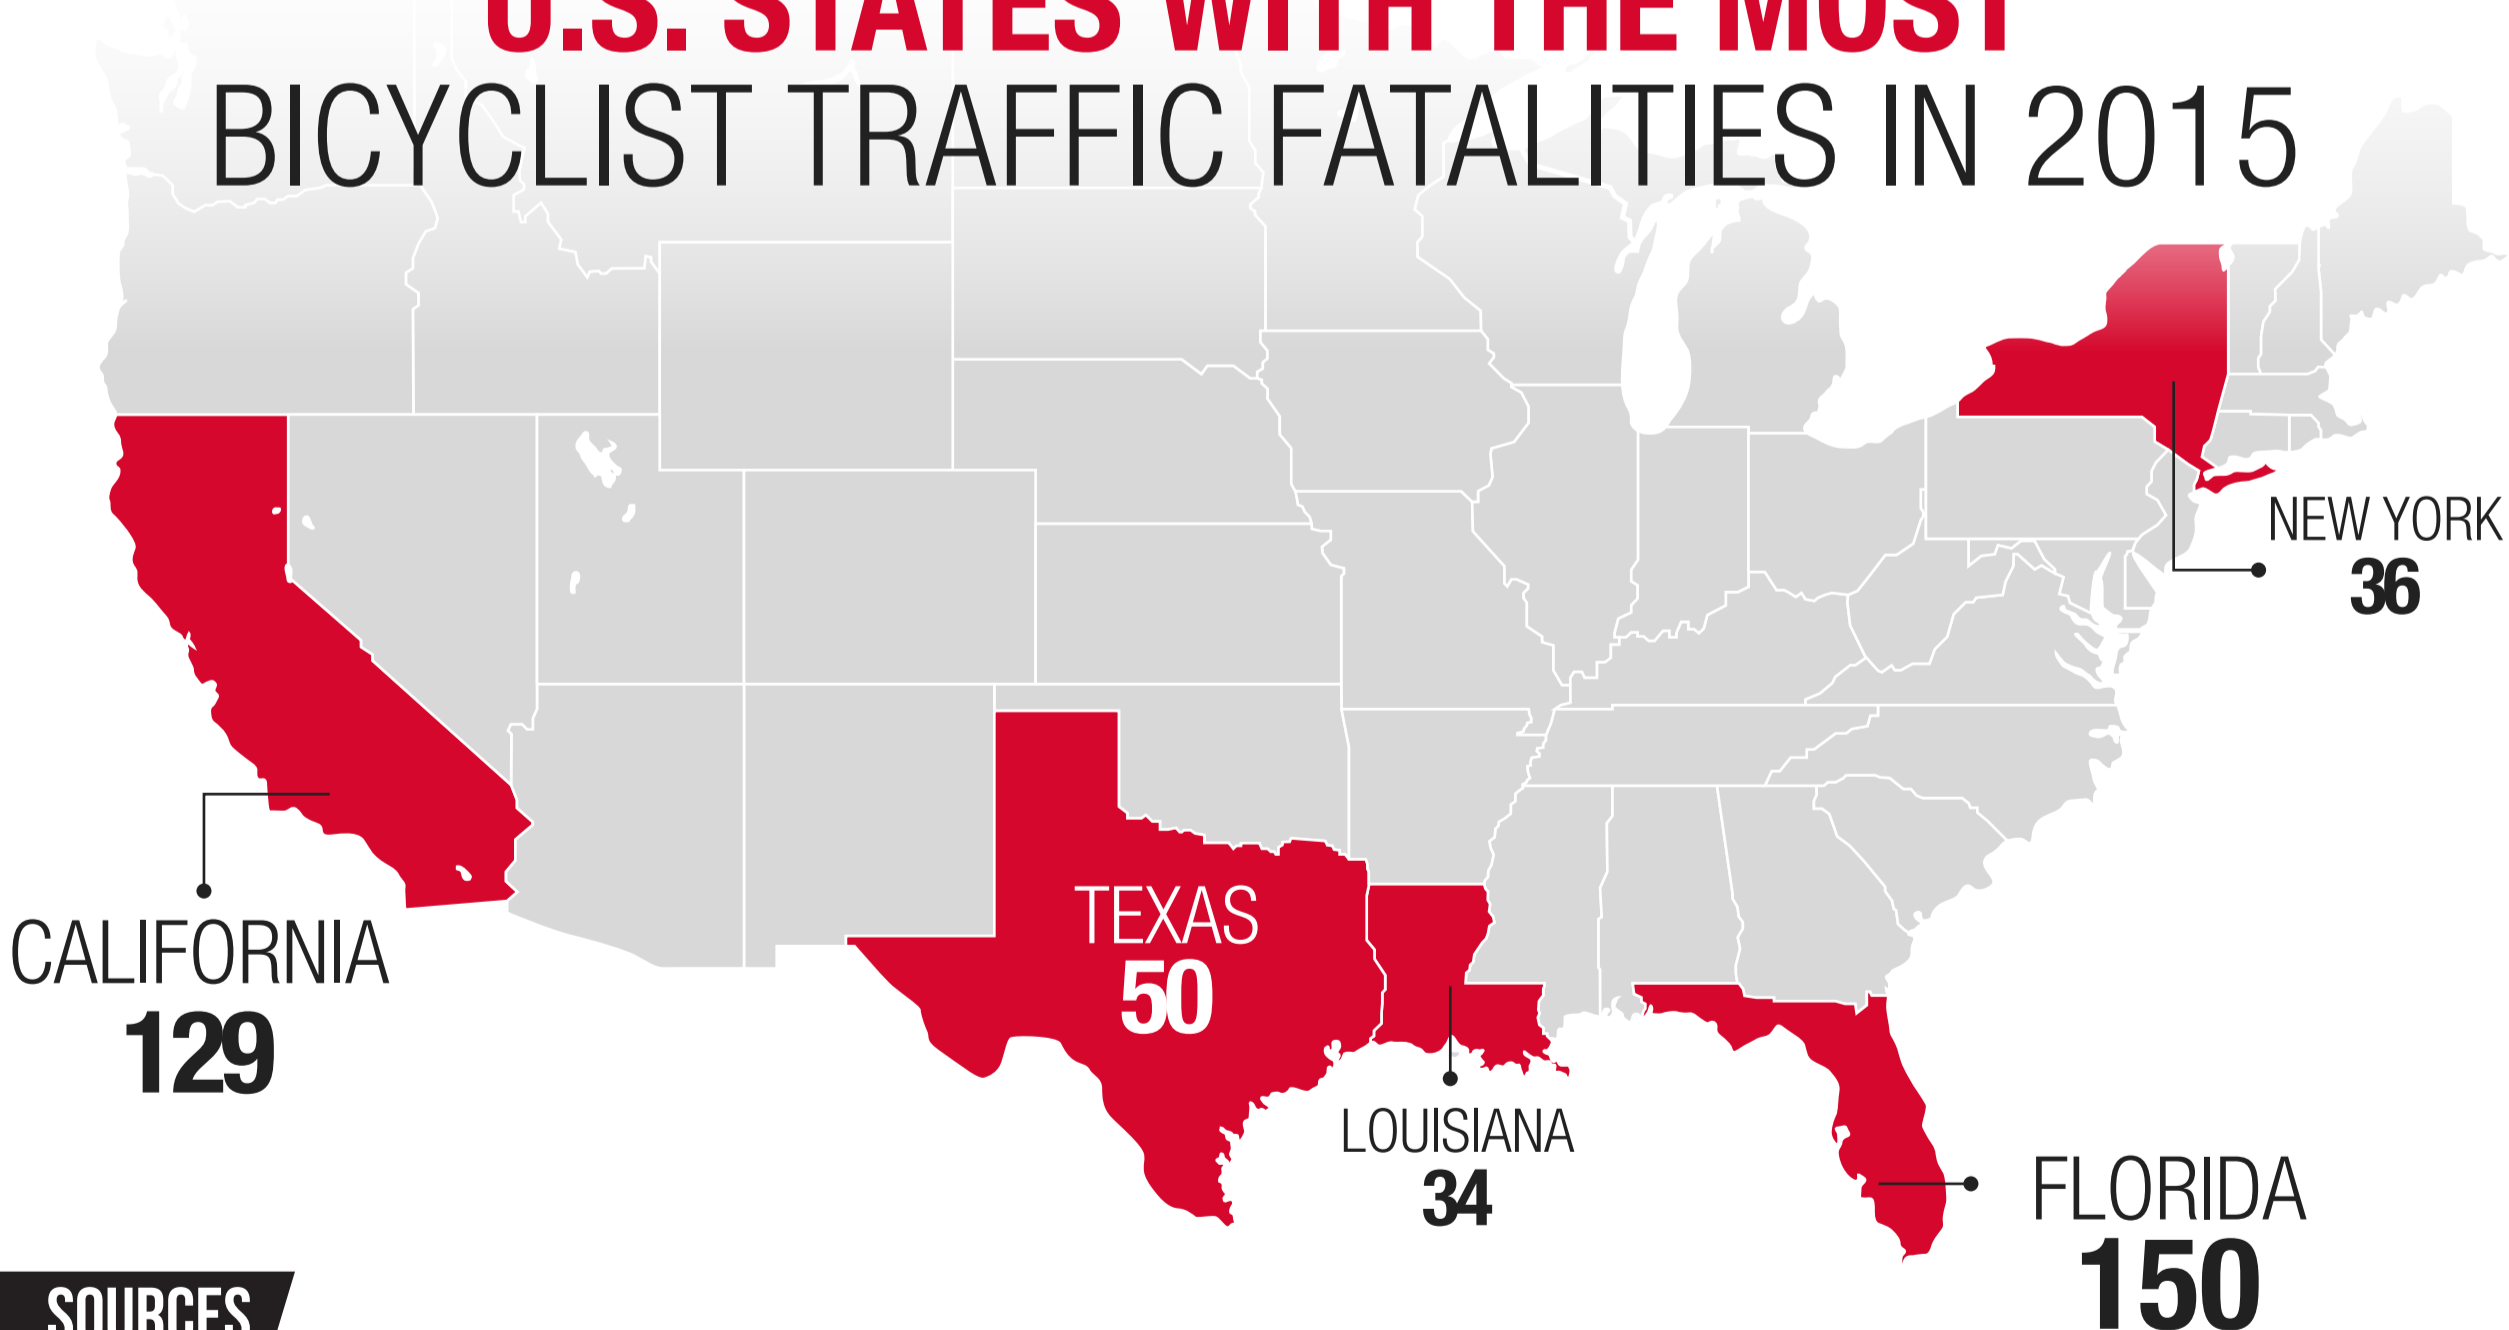 U.S. STATES WITH THE MOST
BICYCLIST TRAFFIC FATALITIES IN 2015
NEW YORK
36
TEXAS
50
CALIFORNIA
129
LOUISIANA
34
FLORIDA
150
SOURCES